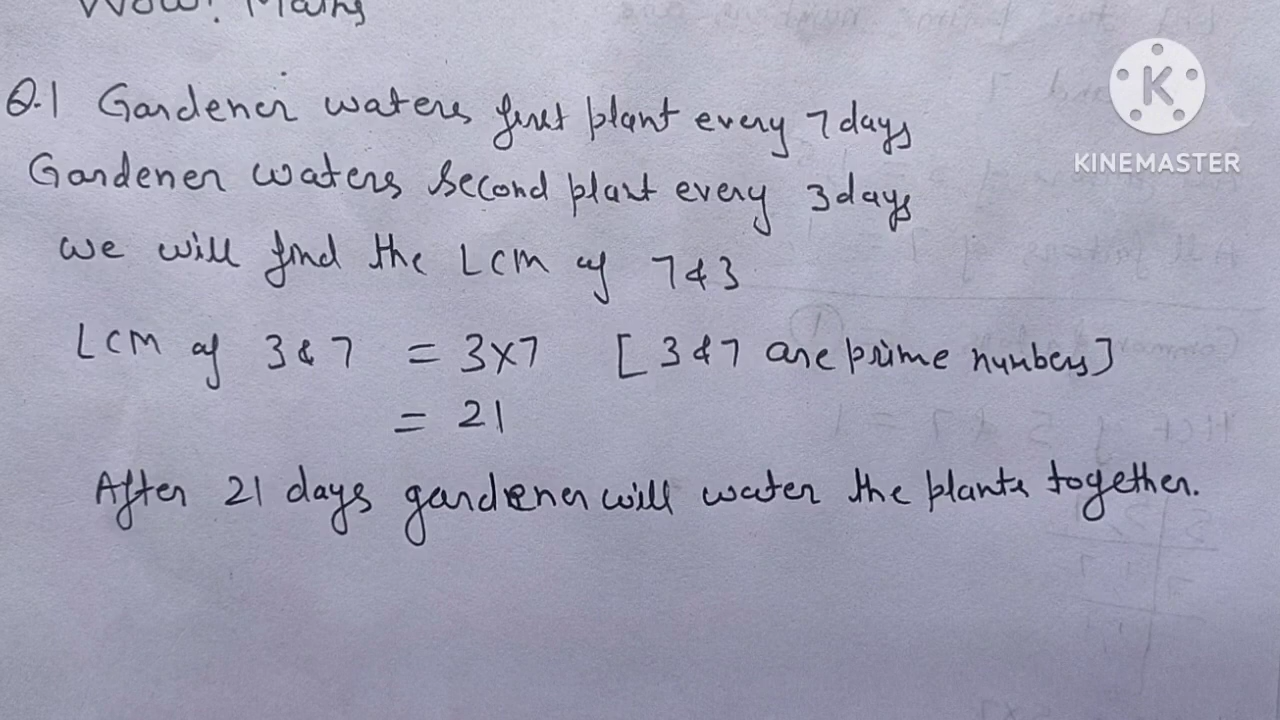 Wow! Maths
Q.1 Gardener waters first plant every 7 days
Gardener waters second plant every 3 days
we will find the LCM of 7 & 3
LCM of 3 & 7 = 3×7 [3 & 7 are prime numbers]
= 21
After 21 days gardener will water the plants together.
K
KINEMASTER